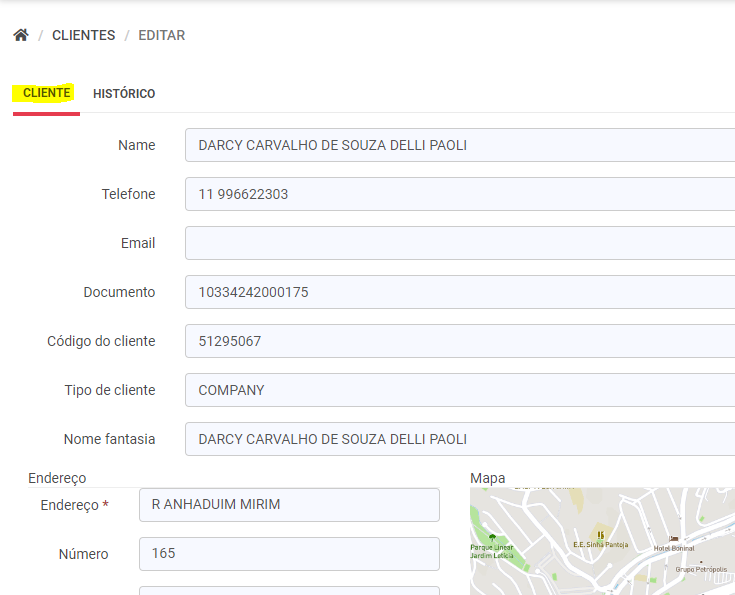 / CLIENTES / EDITAR
CLIENTE HISTÓRICO
Name DARCY CARVALHO DE SOUZA DELLI PAOLI
Telefone 11 996622303
Email
Documento 10334242000175
Código do cliente 51295067
Tipo de cliente COMPANY
Nome fantasia DARCY CARVALHO DE SOUZA DELLI PAOLI
Endereço
Endereço * R ANHADUIM MIRIM
Número 165
Mapa
E.E. Sinha Pantoja
Hotel Boninal
Parque Linear
Jardim Letícia
Grupo Petrópolis